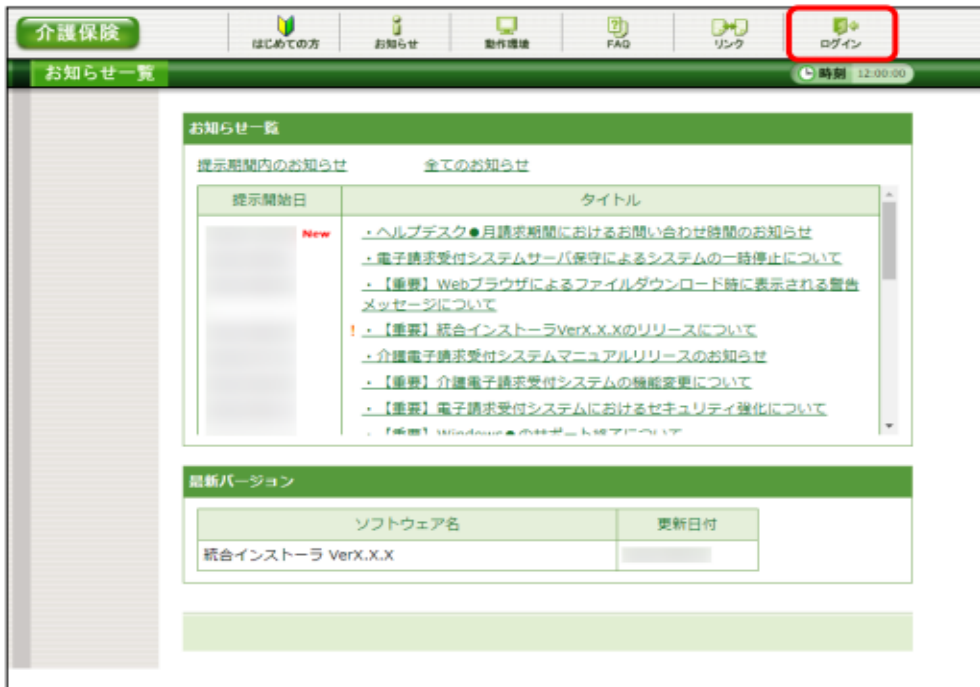 介護保険
はじめての方
お知らせ
動作環境
FAQ
リンク
ログイン
お知らせ一覧
時刻 12:00:00
お知らせ一覧
提示期間内のお知らせ 全てのお知らせ
提示開始日 タイトル
New ・ヘルプデスク●月請求期間におけるお問い合わせ時間のお知らせ
・電子請求受付システムサーバ保守によるシステムの一時停止について
・【重要】Webブラウザによるファイルダウンロード時に表示される警告
メッセージについて
! ・【重要】統合インストーラVerX.X.Xのリリースについて
・介護電子請求受付システムマニュアルリリースのお知らせ
・【重要】介護電子請求受付システムの機能変更について
・【重要】電子請求受付システムにおけるセキュリティ強化について
・【重要】Windows●のサポート終了について
最新バージョン
ソフトウェア名 更新日付
統合インストーラ VerX.X.X